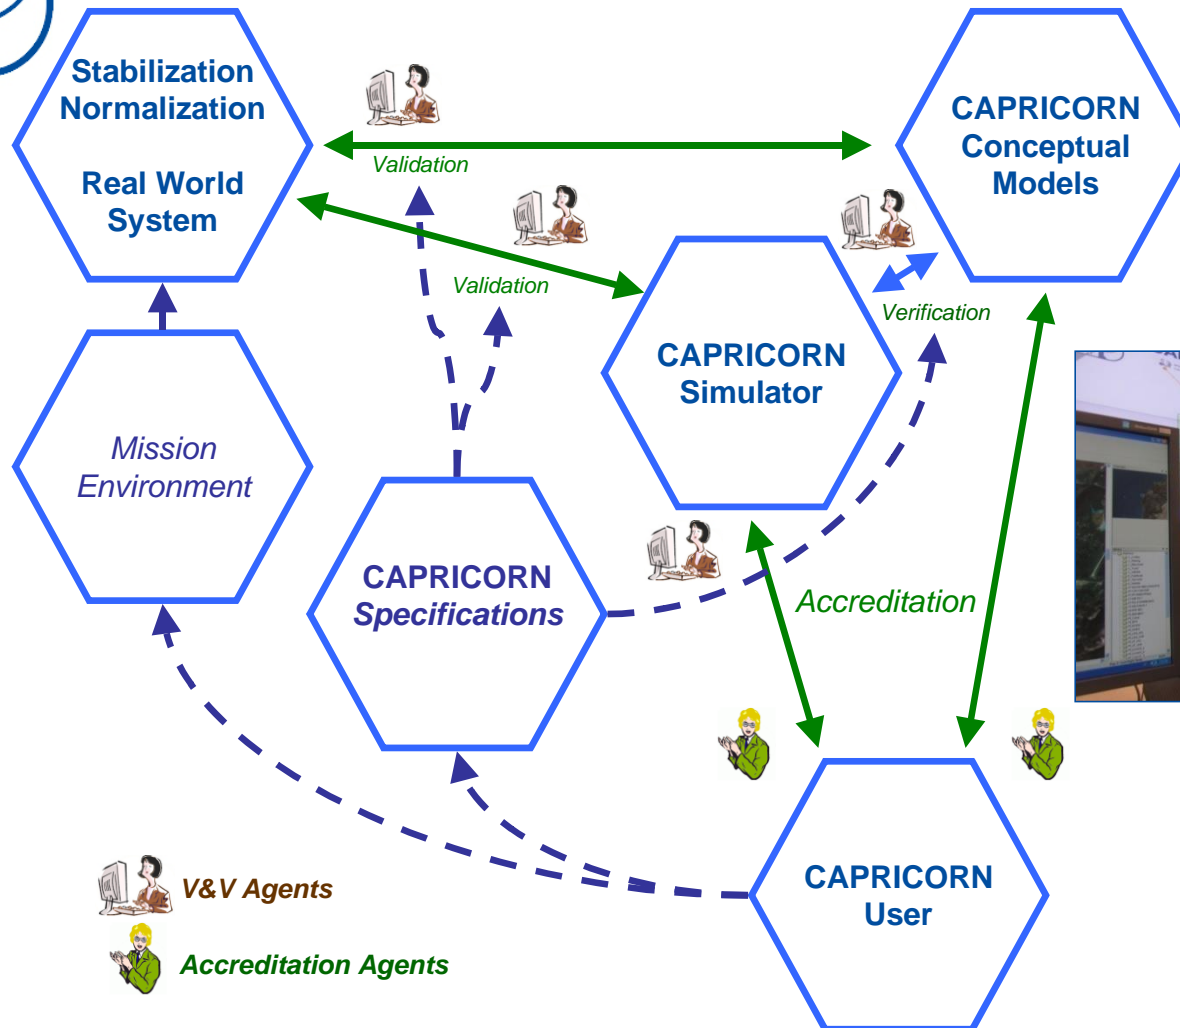 Stabilization
Normalization
Real World
System
CAPRICORN
Conceptual
Models
Validation
Validation
Verification
CAPRICORN
Simulator
Mission
Environment
CAPRICORN
Specifications
Accreditation
CAPRICORN
User
V&V Agents
Accreditation Agents